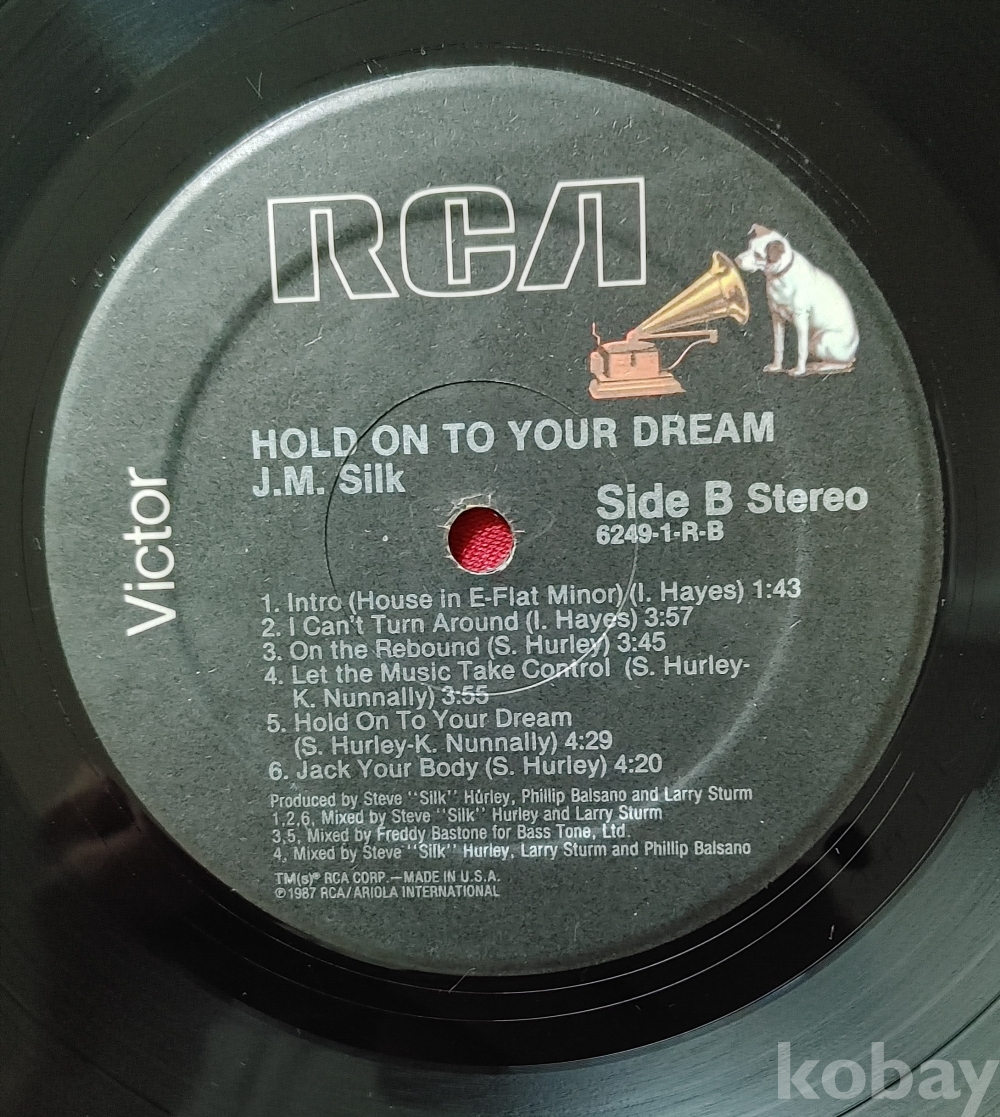 RCA
Victor
HOLD ON TO YOUR DREAM
J.M. Silk
Side B Stereo
6249-1-R-B
1. Intro (House in E-Flat Minor) (I. Hayes) 1:43
2. I Can't Turn Around (I. Hayes) 3:57
3. On the Rebound (S. Hurley) 3:45
4. Let the Music Take Control (S. Hurley-
K. Nunnally) 3:55
5. Hold On To Your Dream
(S. Hurley-K. Nunnally) 4:29
6. Jack Your Body (S. Hurley) 4:20
Produced by Steve "Silk" Hurley, Phillip Balsano and Larry Sturm
1,2,6, Mixed by Steve "Silk" Hurley and Larry Sturm
3,5, Mixed by Freddy Bastone for Bass Tone, Ltd.
4, Mixed by Steve "Silk" Hurley, Larry Sturm and Phillip Balsano
TM(s)® RCA CORP.—MADE IN U.S.A.
℗1987 RCA/ARIOLA INTERNATIONAL
kobay